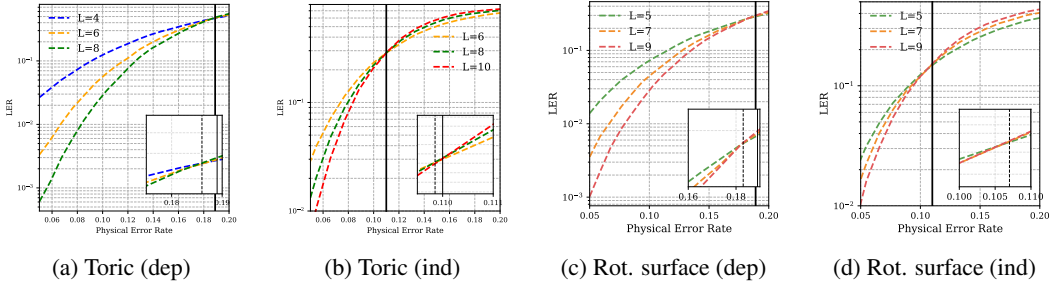 L=4
L=6
L=8
LER
10⁻¹
10⁻²
10⁻³
0.18
0.19
0.06 0.08 0.10 0.12 0.14 0.16 0.18 0.20
Physical Error Rate
(a) Toric (dep)
L=6
L=8
L=10
LER
10⁻¹
10⁻²
0.110
0.111
0.06 0.08 0.10 0.12 0.14 0.16 0.18 0.20
Physical Error Rate
(b) Toric (ind)
L=5
L=7
L=9
LER
10⁻¹
10⁻²
10⁻³
0.16
0.18
0.05 0.10 0.15 0.20
Physical Error Rate
(c) Rot. surface (dep)
L=5
L=7
L=9
LER
10⁻¹
10⁻²
0.100 0.105 0.110
0.05 0.10 0.15 0.20
Physical Error Rate
(d) Rot. surface (ind)